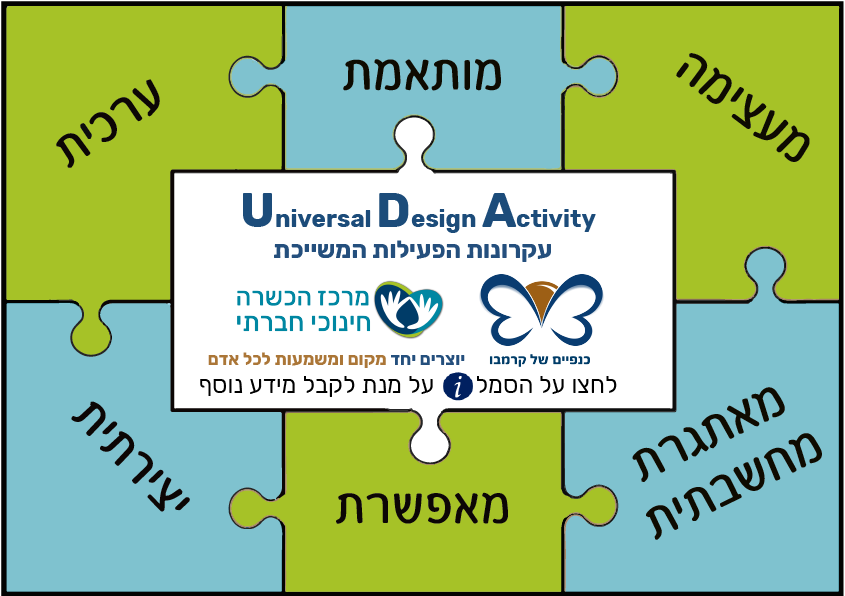 מעצימה
מותאמת
ערכית
Universal Design Activity
עקרונות הפעילות המשייכת
מרכז הכשרה
חינוכי חברתי
כנפיים של קרמבו
יוצרים יחד מקום ומשמעות לכל אדם
לחצו על הסמל i על מנת לקבל מידע נוסף
מאתגרת
מחשבתית
מאפשרת
יצירתית